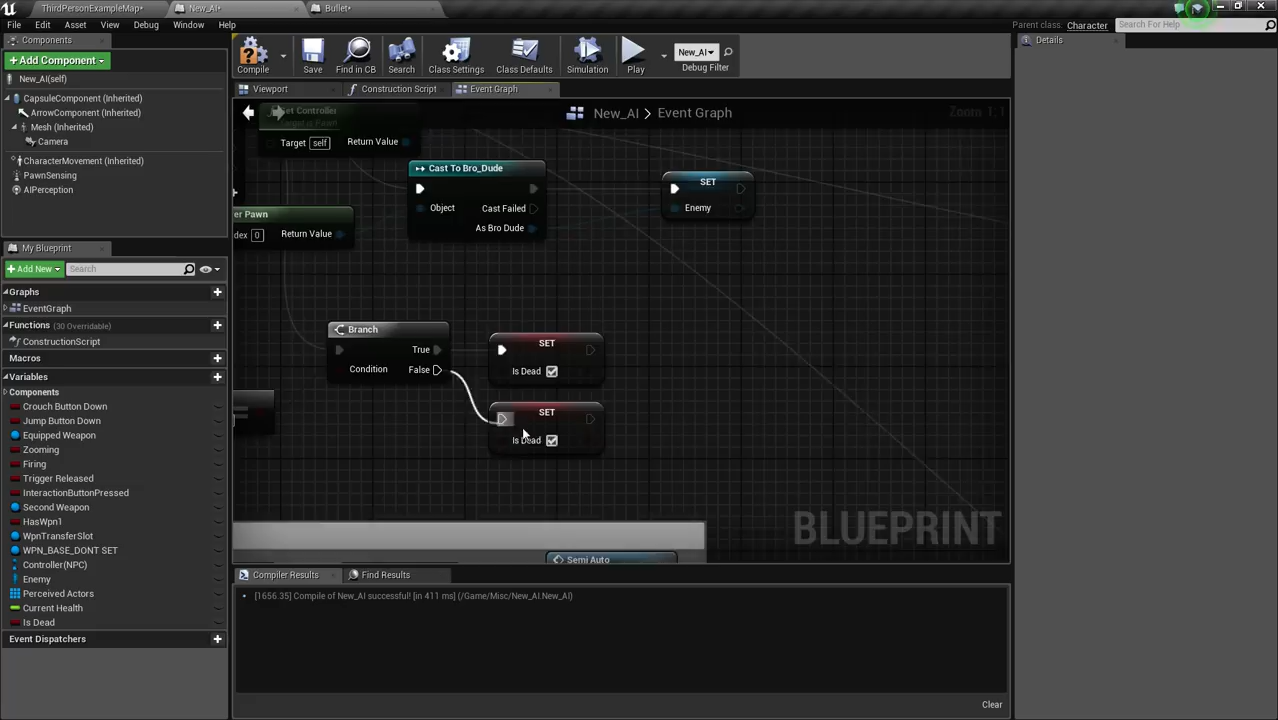 ThirdPersonExampleMap*
New_AI*
Bullet*
File
Edit
Asset
View
Debug
Window
Help
Parent class: Character
Search For Help
Components
+Add Component
New_AI(self)
CapsuleComponent (Inherited)
ArrowComponent (Inherited)
Mesh (Inherited)
Camera
CharacterMovement (Inherited)
PawnSensing
AIPerception
Compile
Save
Find in CB
Search
Class Settings
Class Defaults
Simulation
Play
New_AI
Debug Filter
Details
Viewport
Construction Script
Event Graph
New_AI > Event Graph
Zoom 1:1
Get Controller
Target is Pawn
Target self
Return Value
Cast To Bro_Dude
Object
Cast Failed
As Bro Dude
SET
Enemy
er Pawn
dex 0
Return Value
Branch
True
Condition
False
SET
Is Dead
SET
Is Dead
BLUEPRINT
Semi Auto
My Blueprint
+Add New
Search
Graphs
EventGraph
Functions (30 Overridable)
ConstructionScript
Macros
Variables
Components
Crouch Button Down
Jump Button Down
Equipped Weapon
Zooming
Firing
Trigger Released
InteractionButtonPressed
Second Weapon
HasWpn1
WpnTransferSlot
WPN_BASE_DONT SET
Controller(NPC)
Enemy
Perceived Actors
Current Health
Is Dead
Event Dispatchers
Compiler Results
Find Results
[1656.35] Compile of New_AI successful! [in 411 ms] (/Game/Misc/New_AI.New_AI)
Clear